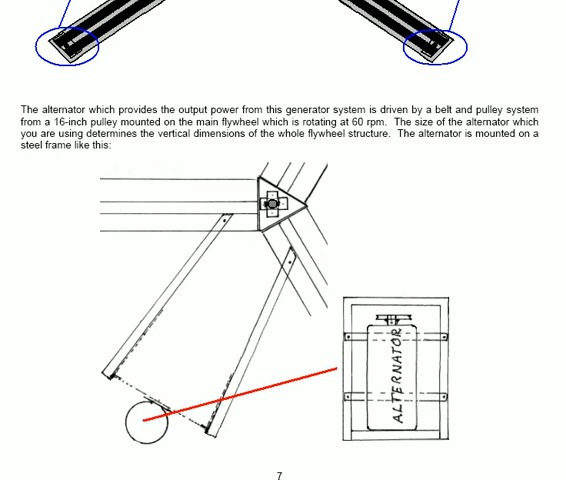 The alternator which provides the output power from this generator system is driven by a belt and pulley system
from a 16-inch pulley mounted on the main flywheel which is rotating at 60 rpm.  The size of the alternator which
you are using determines the vertical dimensions of the whole flywheel structure.  The alternator is mounted on a
steel frame like this:
ALTERNATOR
7